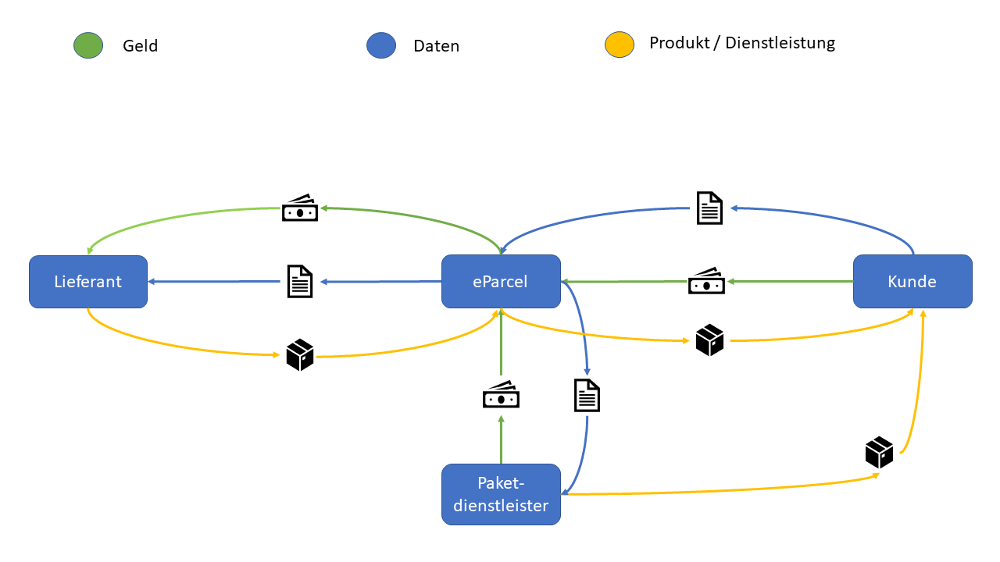 Geld
Daten
Produkt / Dienstleistung
Lieferant
eParcel
Kunde
Paket-
dienstleister